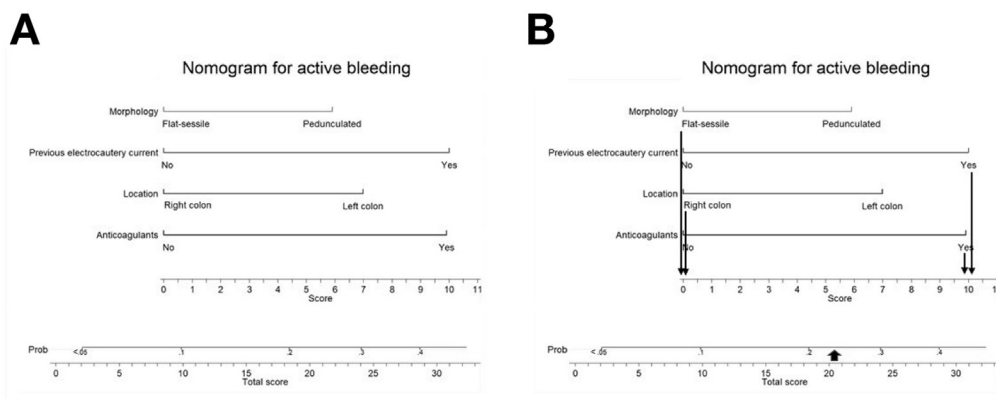 A
Nomogram for active bleeding
Morphology
Flat-sessile Pedunculated
Previous electrocautery current
No Yes
Location
Right colon Left colon
Anticoagulants
No Yes
0 1 2 3 4 5 6 7 8 9 10 11
Score
Prob
<.05 .1 .2 .3 .4
0 5 10 15 20 25 30
Total score
B
Nomogram for active bleeding
Morphology
Flat-sessile Pedunculated
Previous electrocautery current
No Yes
Location
Right colon Left colon
Anticoagulants
No Yes
0 1 2 3 4 5 6 7 8 9 10 11
Score
Prob
<.05 .1 .2 .3 .4
0 5 10 15 20 25 30
Total score